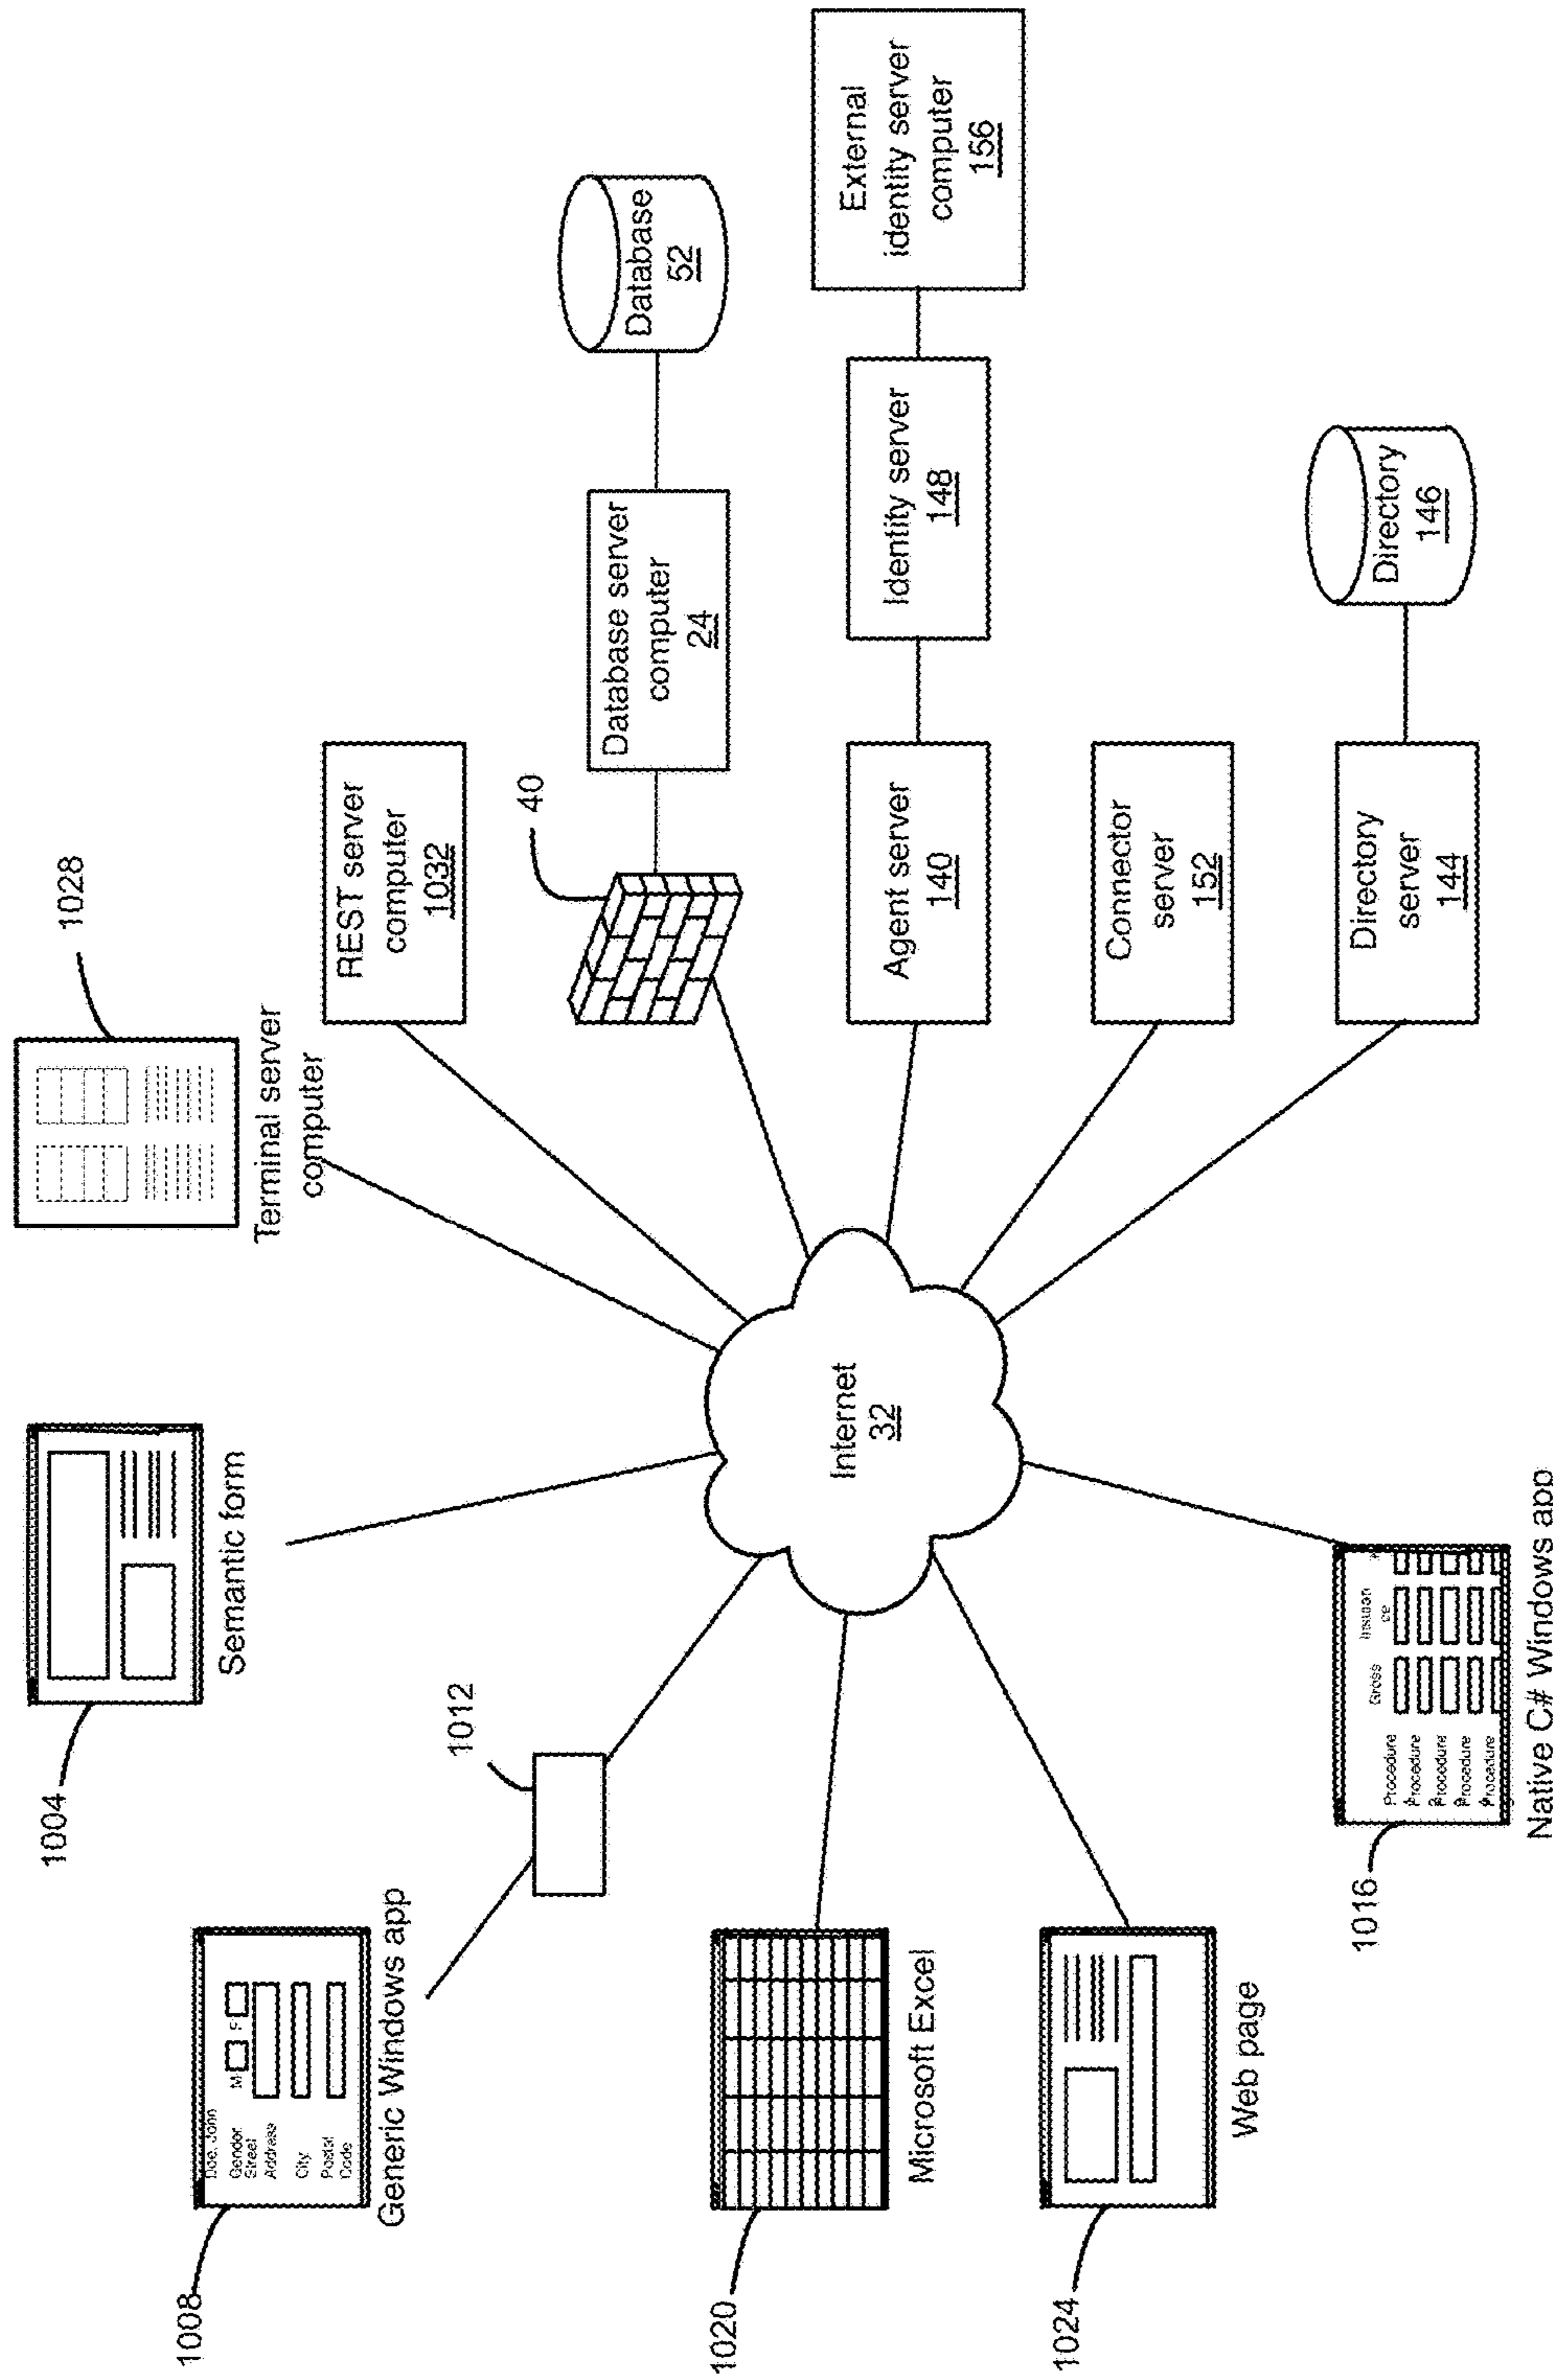 1004
Semantic form
1028
Terminal server
computer
REST server
computer
1032
1008
Doe, John
Gender
M
F
Street
Address
City
Postal
Code
Generic Windows app
1012
40
Database server
computer
24
Database
52
1020
Microsoft Excel
Internet
32
Agent server
140
Identity server
148
External
identity server
computer
156
1024
Web page
Connector
server
152
1016
Gross
Procedure
Procedure
Procedure
Procedure
Procedure
Native C# Windows app
Directory
server
144
Directory
146